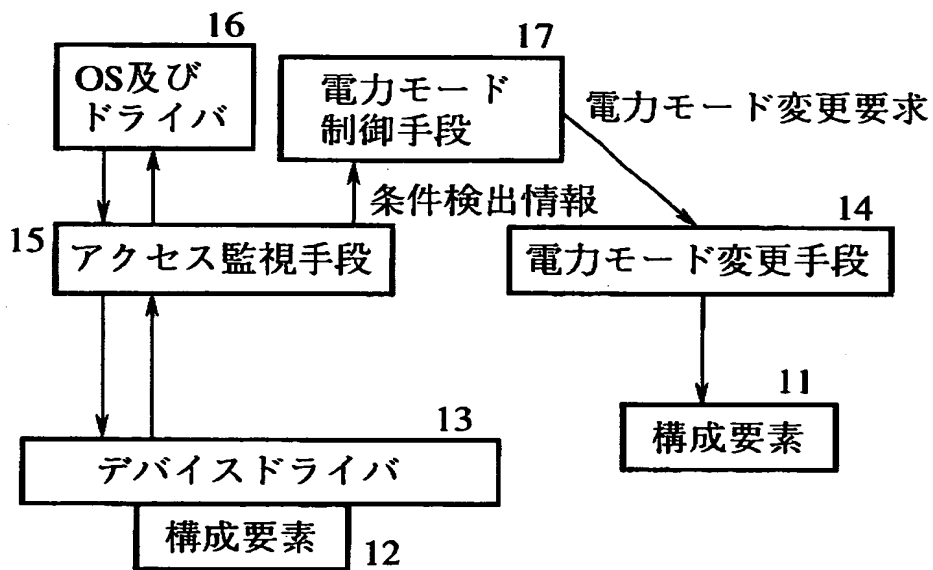 16
OS及び
ドライバ
17
電力モード
制御手段
電力モード変更要求
条件検出情報
15
アクセス監視手段
14
電力モード変更手段
13
デバイスドライバ
構成要素
12
11
構成要素